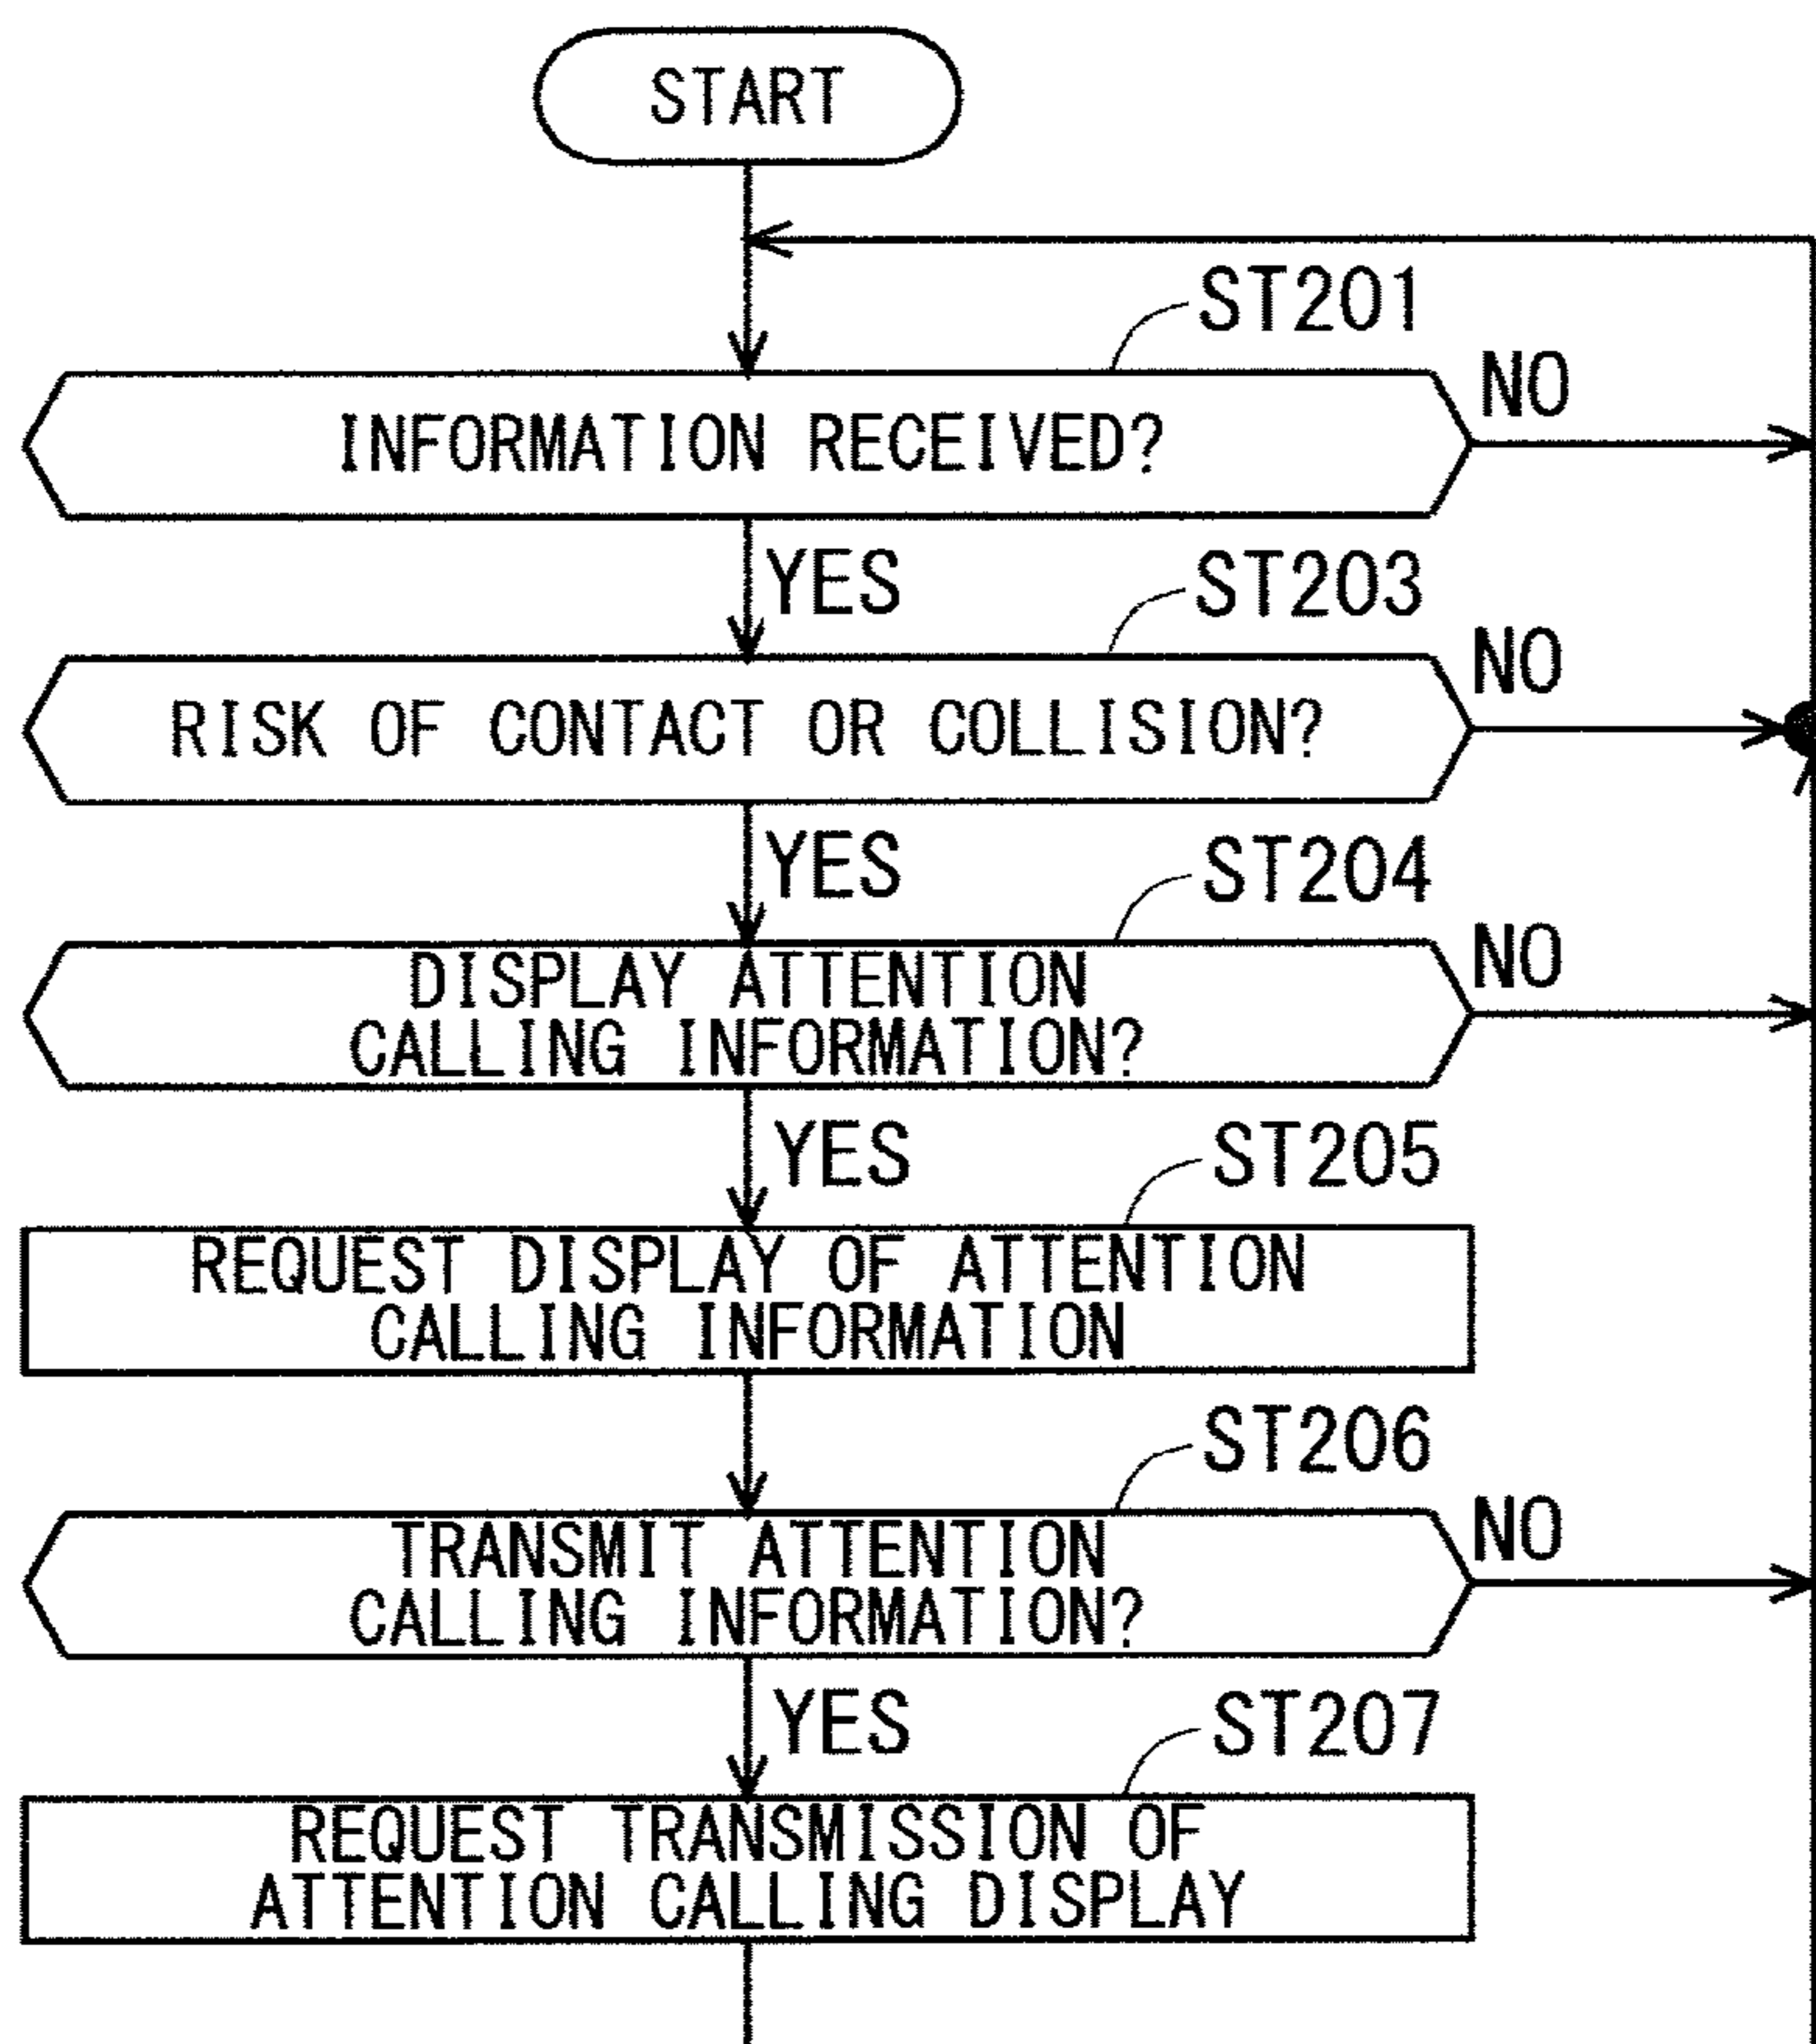 START
ST201
INFORMATION RECEIVED?
NO
YES
ST203
RISK OF CONTACT OR COLLISION?
NO
YES
ST204
DISPLAY ATTENTION
CALLING INFORMATION?
NO
YES
ST205
REQUEST DISPLAY OF ATTENTION
CALLING INFORMATION
ST206
TRANSMIT ATTENTION
CALLING INFORMATION?
NO
YES
ST207
REQUEST TRANSMISSION OF
ATTENTION CALLING DISPLAY